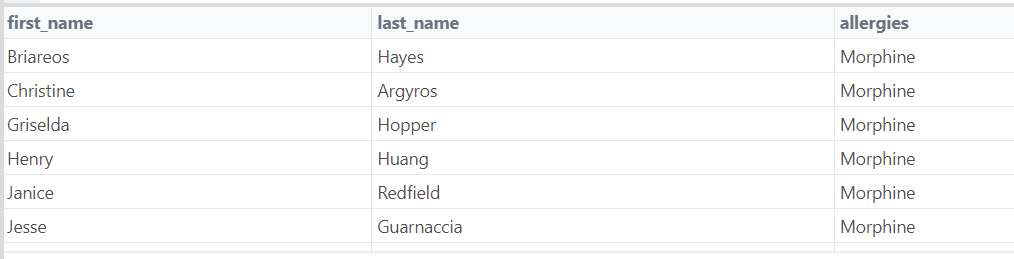 first_name last_name allergies
Briareos Hayes Morphine
Christine Argyros Morphine
Griselda Hopper Morphine
Henry Huang Morphine
Janice Redfield Morphine
Jesse Guarnaccia Morphine